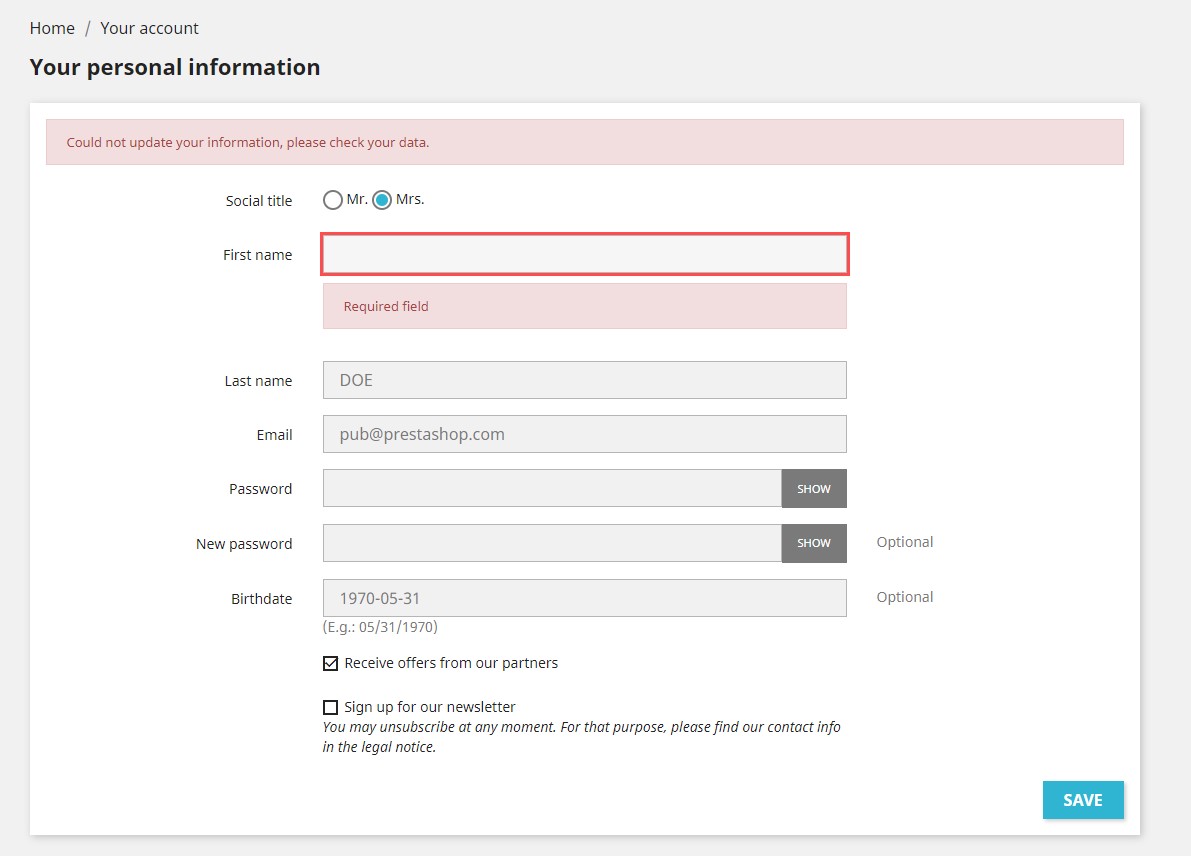 Home / Your account
Your personal information
Could not update your information, please check your data.
Social title Mr. Mrs.
First name
Required field
Last name DOE
Email pub@prestashop.com
Password SHOW
New password SHOW Optional
Birthdate 1970-05-31 Optional
(E.g.: 05/31/1970)
Receive offers from our partners
Sign up for our newsletter
You may unsubscribe at any moment. For that purpose, please find our contact info
in the legal notice.
SAVE